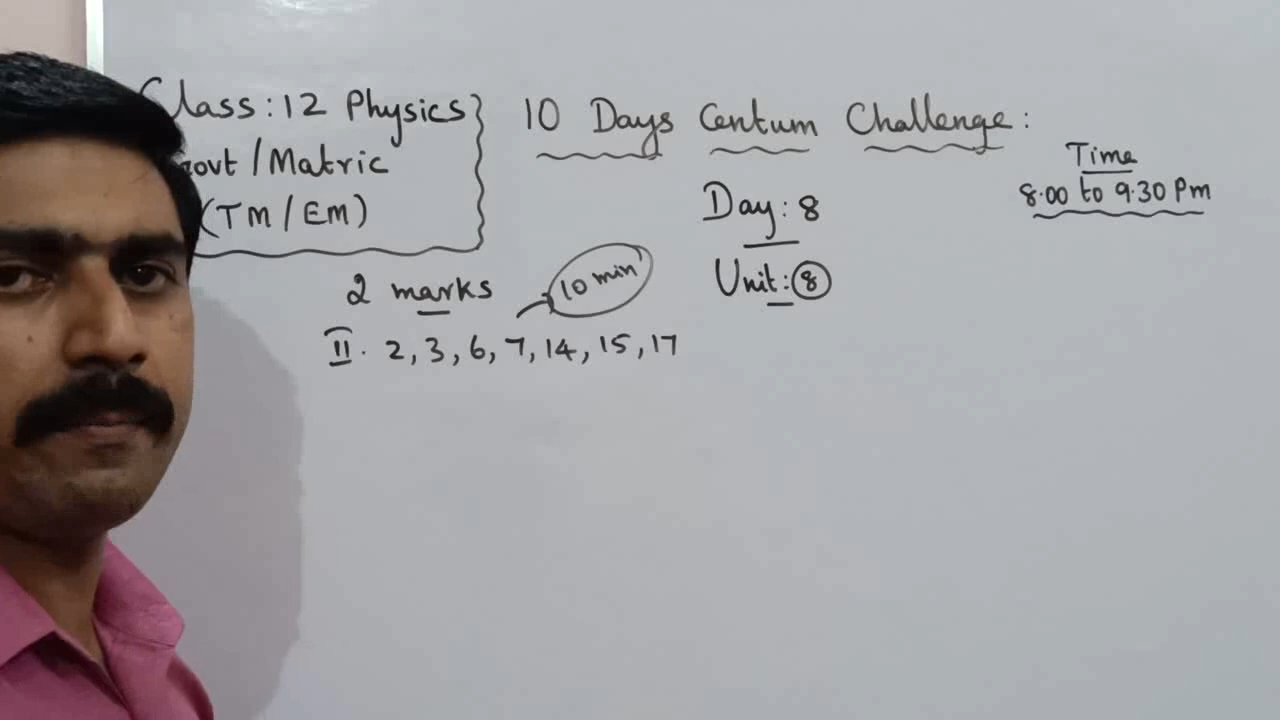 Class: 12 Physics
Govt/Matric
(TM/EM)
10 Days Centum Challenge:
Time
8.00 to 9.30 Pm
Day: 8
Unit: 8
2 marks
10 min
II. 2, 3, 6, 7, 14, 15, 17